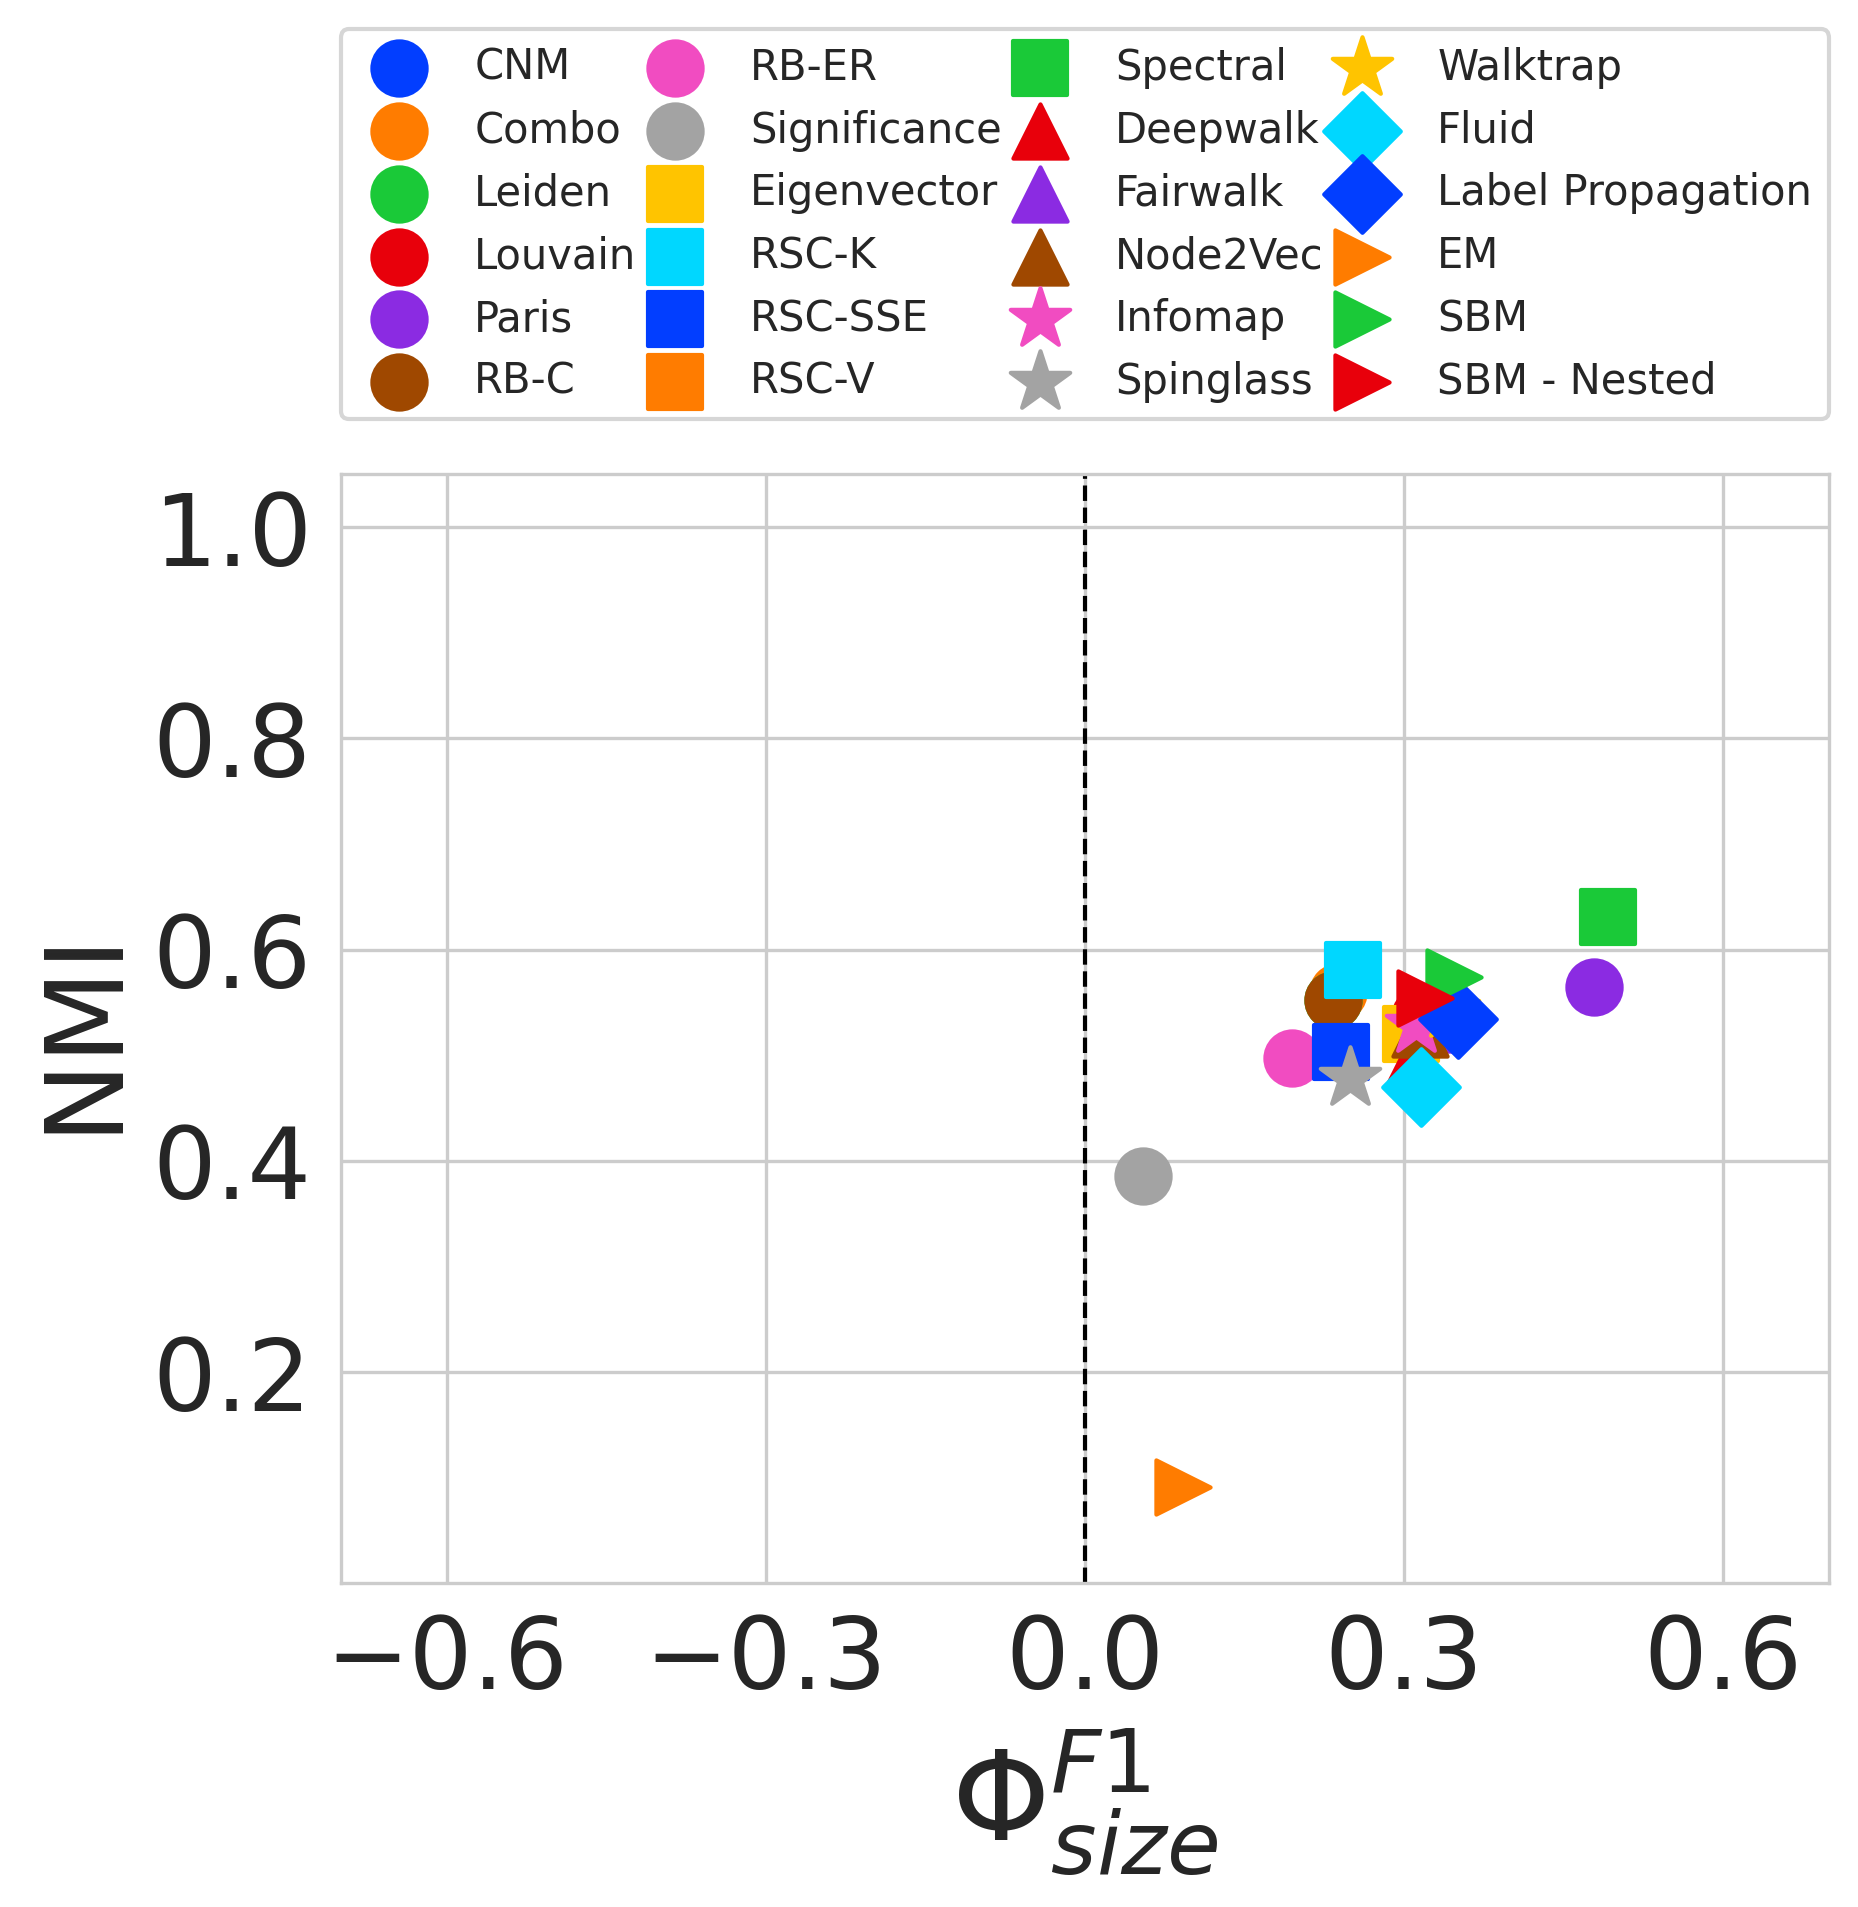 CNM RB-ER Spectral Walktrap
Combo Significance Deepwalk Fluid
Leiden Eigenvector Fairwalk Label Propagation
Louvain RSC-K Node2Vec EM
Paris RSC-SSE Infomap SBM
RB-C RSC-V Spinglass SBM - Nested
1.0
0.8
0.6
0.4
0.2
NMI
−0.6 −0.3 0.0 0.3 0.6
Φ^{F1}_{size}